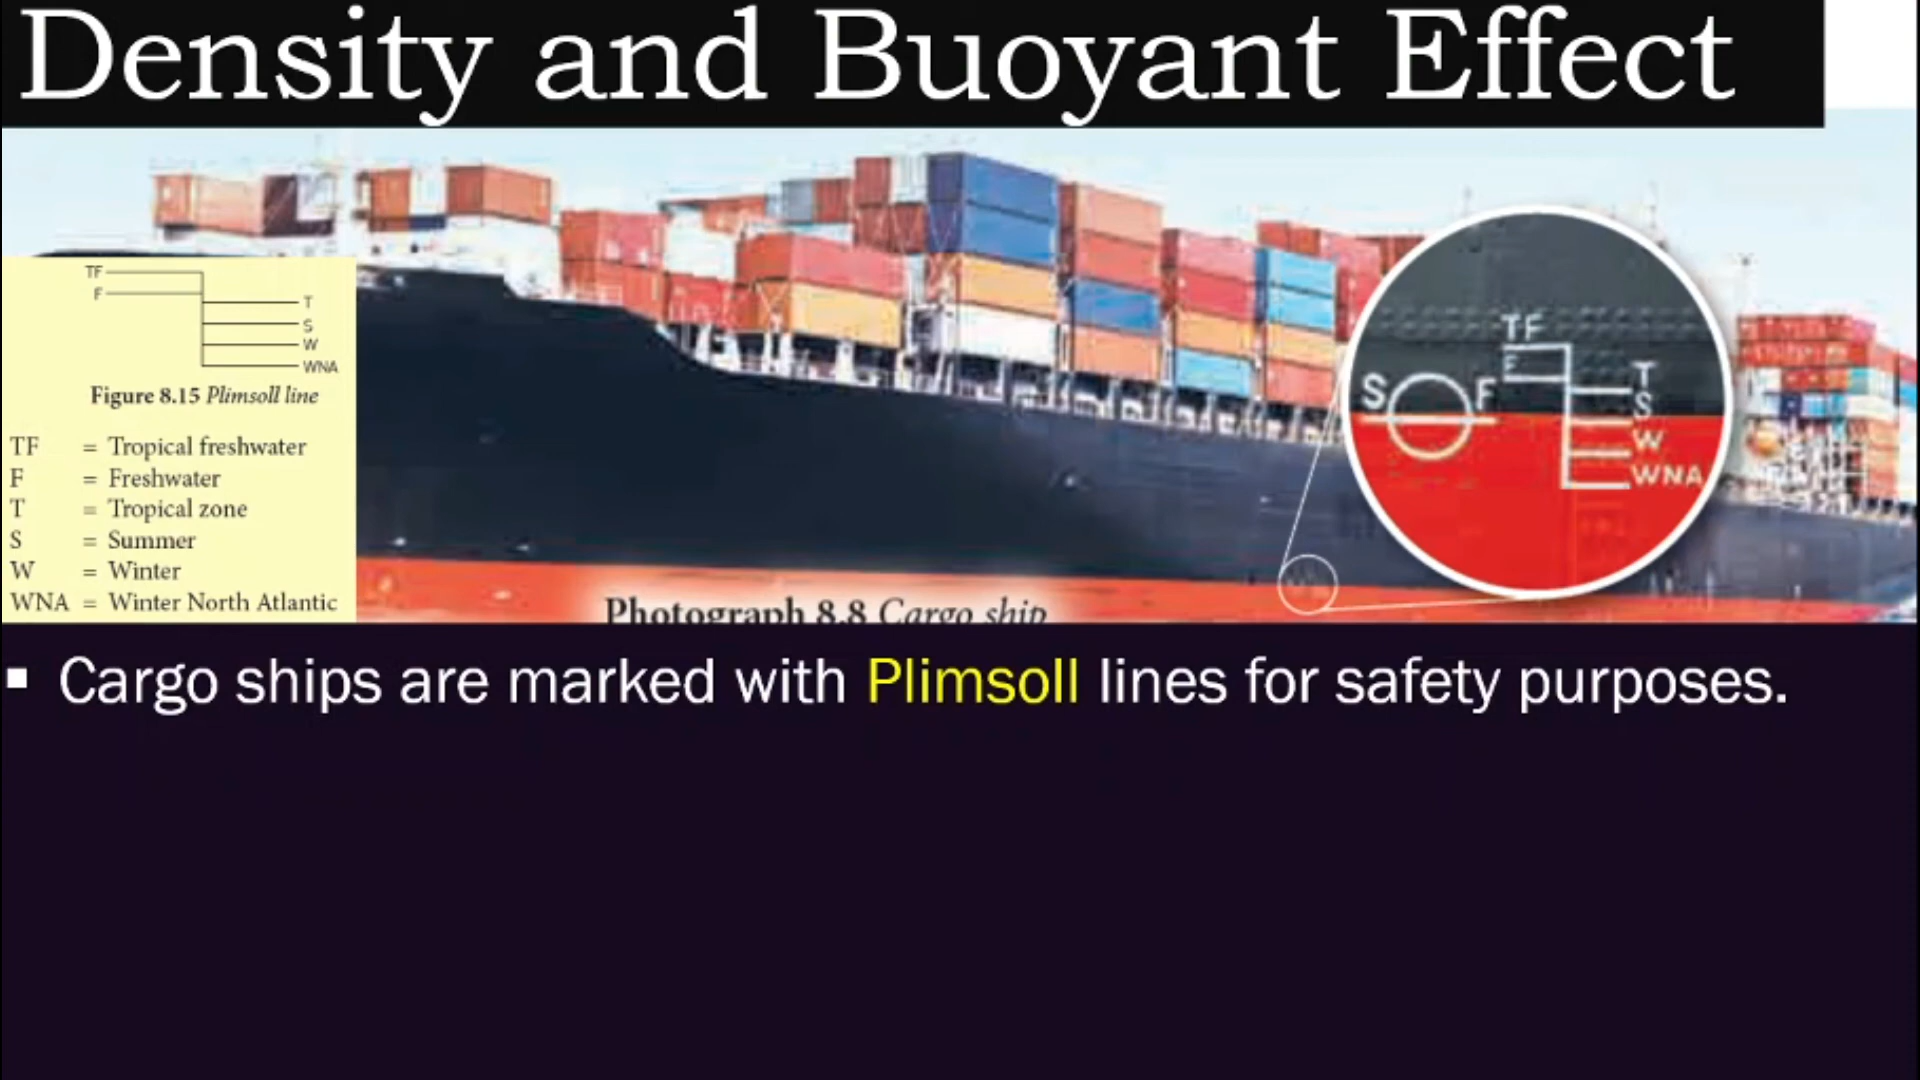 Density and Buoyant Effect
TF
F
T
S
W
WNA
Figure 8.15 Plimsoll line
TF = Tropical freshwater
F = Freshwater
T = Tropical zone
S = Summer
W = Winter
WNA = Winter North Atlantic
TF
F
S F
T
S
W
WNA
Photograph 8.8 Cargo ship
▪ Cargo ships are marked with Plimsoll lines for safety purposes.